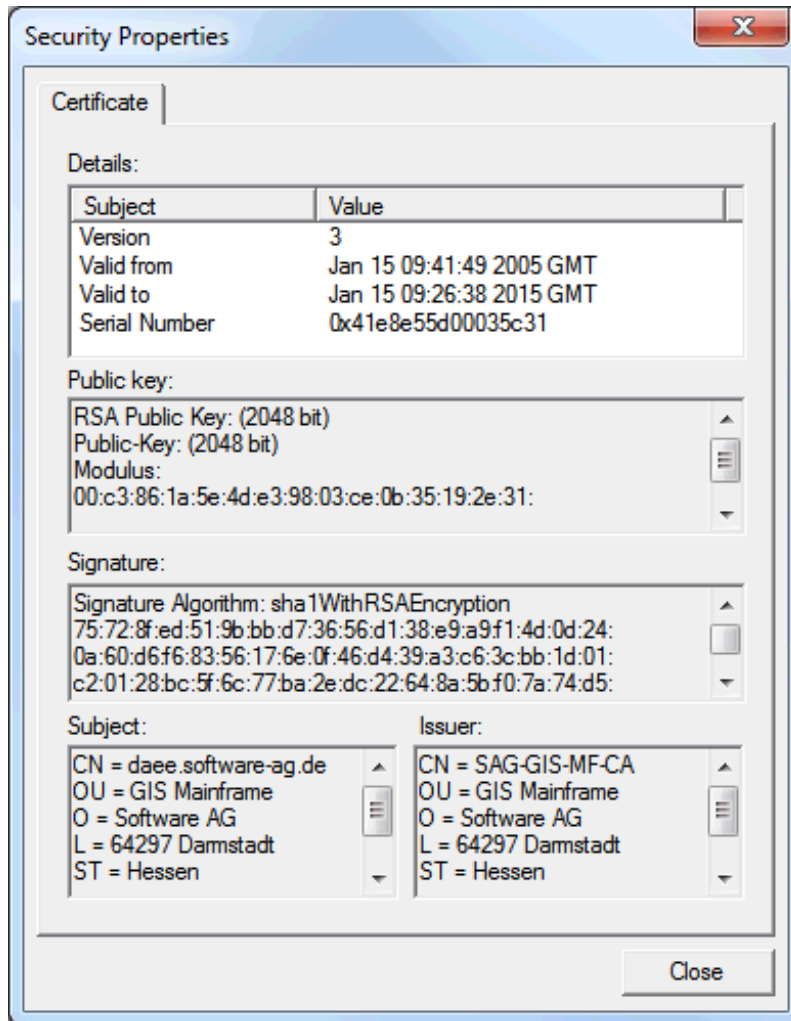 Security Properties
Certificate
Details:
Subject Value
Version 3
Valid from Jan 15 09:41:49 2005 GMT
Valid to Jan 15 09:26:38 2015 GMT
Serial Number 0x41e8e55d00035c31
Public key:
RSA Public Key: (2048 bit)
Public-Key: (2048 bit)
Modulus:
00:c3:86:1a:5e:4d:e3:98:03:ce:0b:35:19:2e:31:
Signature:
Signature Algorithm: sha1WithRSAEncryption
75:72:8f:ed:51:9b:bb:d7:36:56:d1:38:e9:a9:f1:4d:0d:24:
0a:60:d6:f6:83:56:17:6e:0f:46:d4:39:a3:c6:3c:bb:1d:01:
c2:01:28:bc:5f:6c:77:ba:2e:dc:22:64:8a:5b:f0:7a:74:d5:
Subject:
CN = daee.software-ag.de
OU = GIS Mainframe
O = Software AG
L = 64297 Darmstadt
ST = Hessen
Issuer:
CN = SAG-GIS-MF-CA
OU = GIS Mainframe
O = Software AG
L = 64297 Darmstadt
ST = Hessen
Close